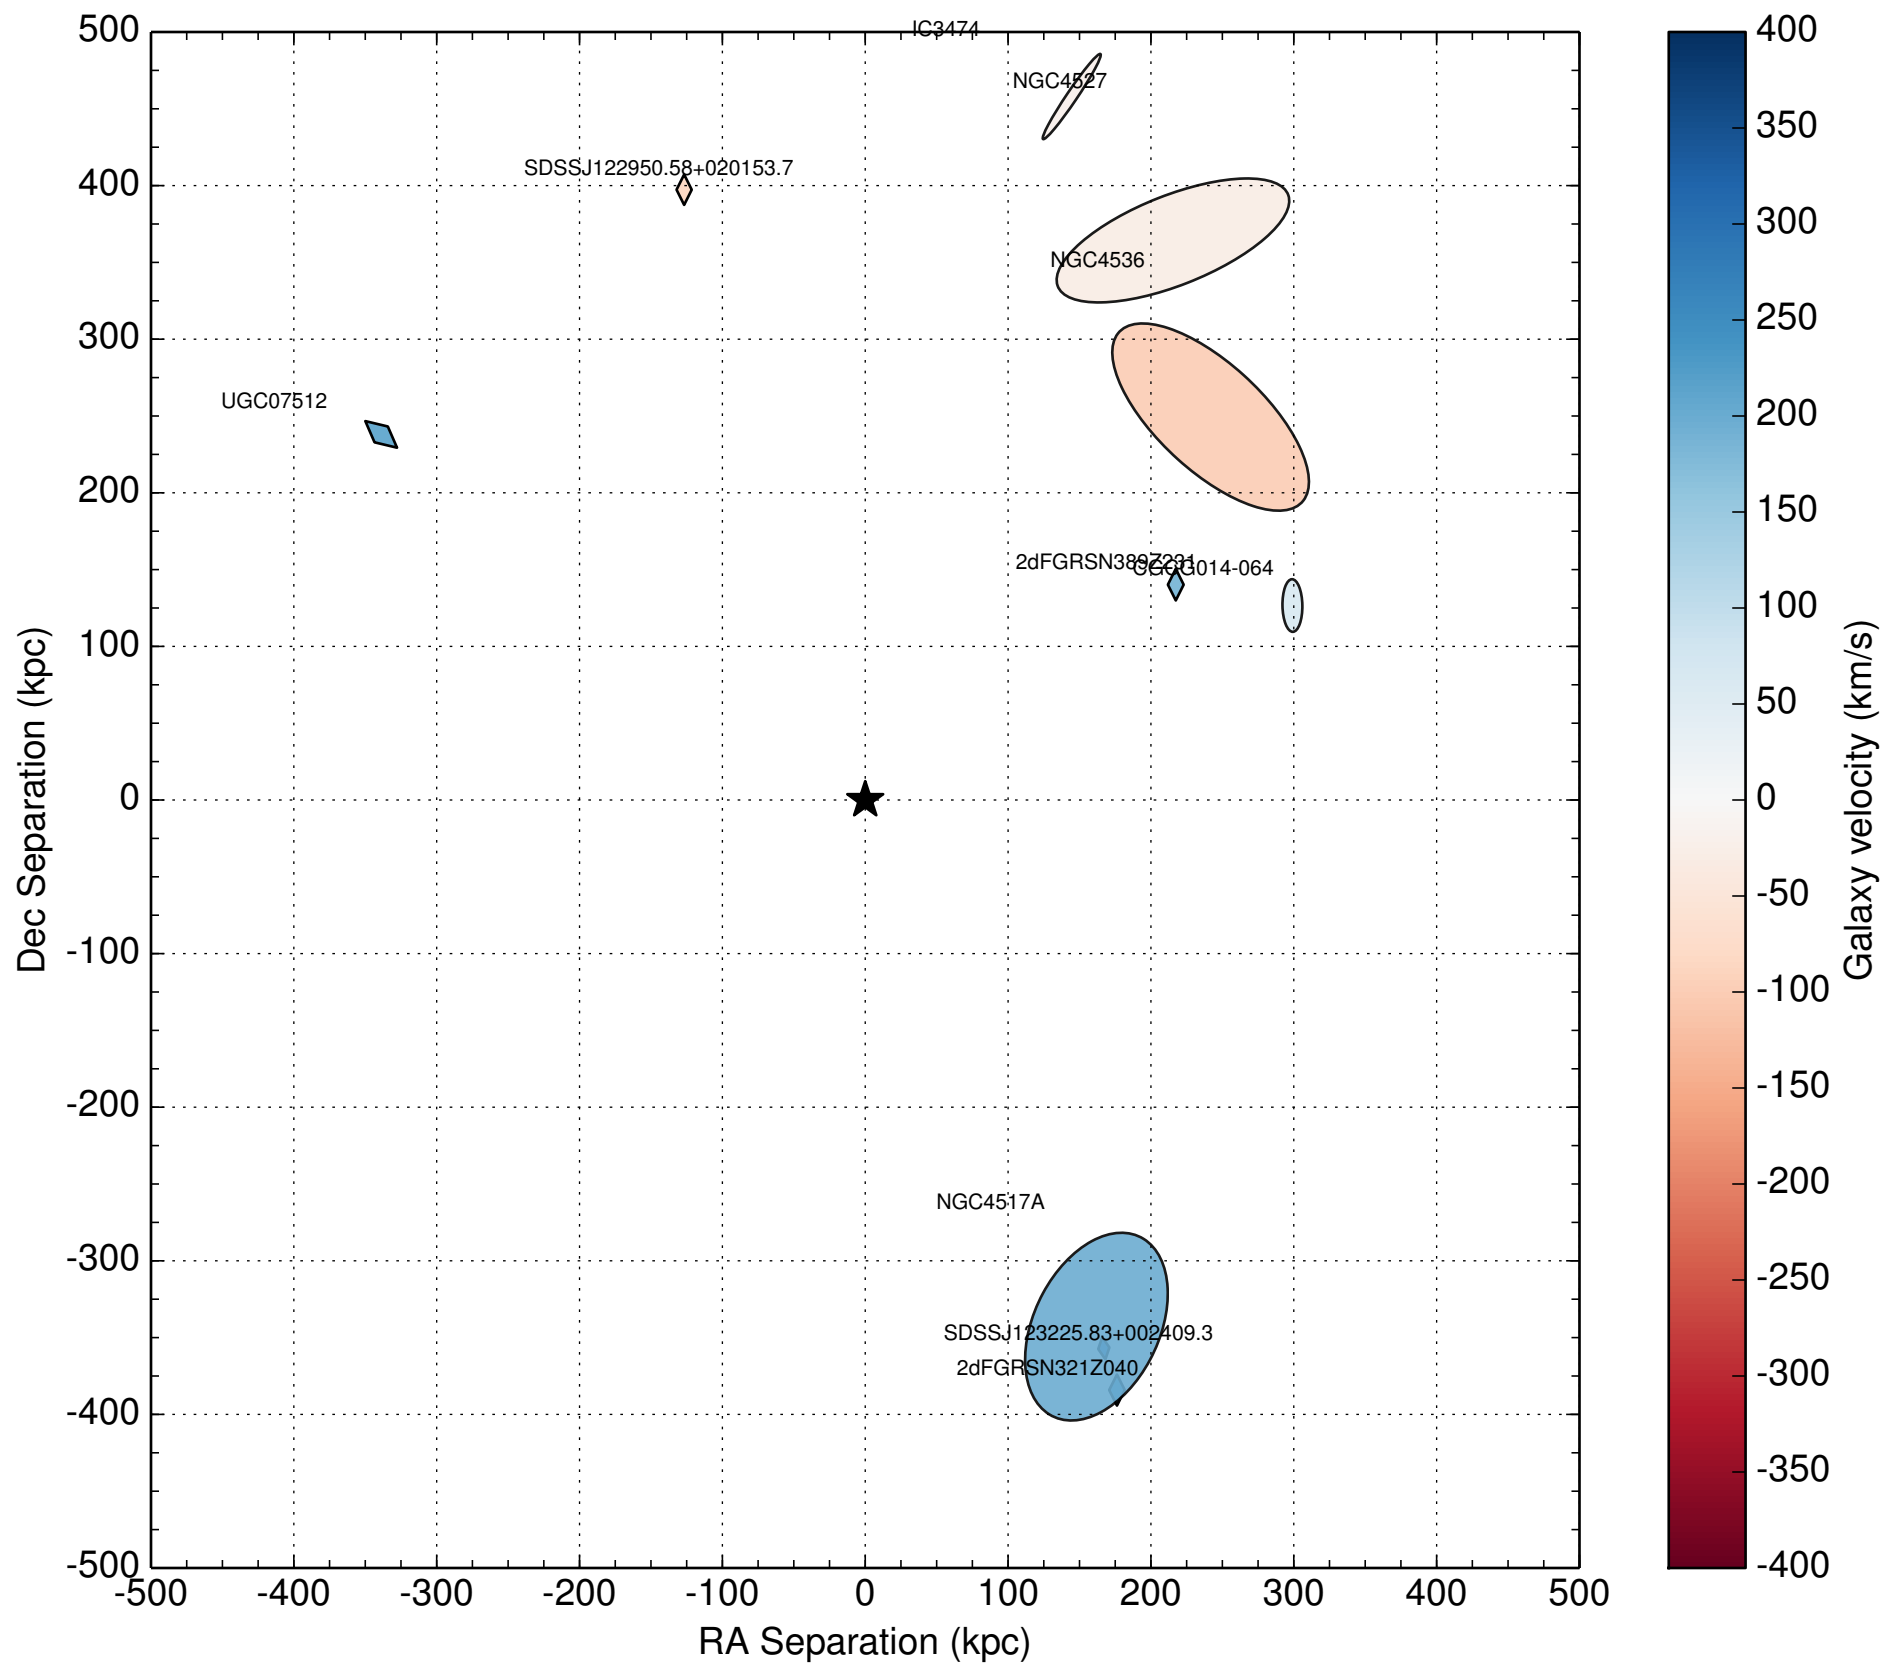 IC3474
NGC4527
SDSSJ122950.58+020153.7
NGC4536
UGC07512
2dFGRSN389Z231
CGCG014-064
NGC4517A
SDSSJ123225.83+002409.3
2dFGRSN321Z040
500
400
300
200
100
0
-100
-200
-300
-400
-500
Dec Separation (kpc)
-500 -400 -300 -200 -100 0 100 200 300 400 500
RA Separation (kpc)
400
350
300
250
200
150
100
50
0
-50
-100
-150
-200
-250
-300
-350
-400
Galaxy velocity (km/s)